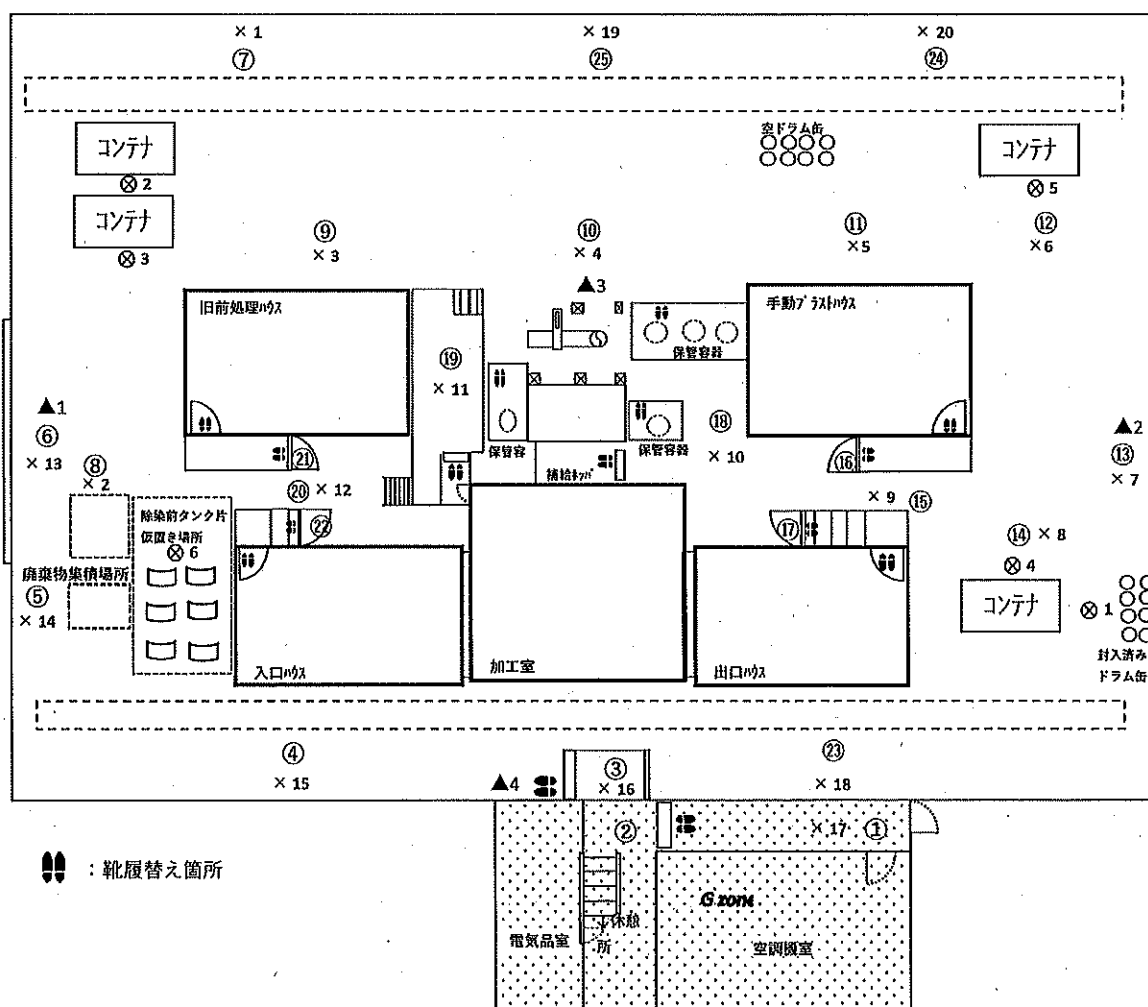 × 1
× 19
× 20
⑦
㉕
㉔
コンテナ
空ドラム缶
コンテナ
⊗ 2
⊗ 5
コンテナ
⊗ 3
⑨
× 3
⑩
× 4
⑪
×5
⑫
× 6
▲3
旧前処理ハウス
手動ブラストハウス
保管容器
⑲
× 11
▲1
⑥
× 13
⑧
× 2
▲2
⑬
× 7
⑱
× 10
保管容
保管容器
補給ホッパ
㉑
⑯
⑳
× 12
× 9
⑮
除染前タンク片
仮置き場所
⊗ 6
㉒
⑰
⑭ × 8
⊗ 4
廃棄物集積場所
⑤
× 14
コンテナ
⊗ 1
封入済み
ドラム缶
入口ハウス
加工室
出口ハウス
④
× 15
▲4
③
× 16
㉓
× 18
②
×17 ①
:靴履替え箇所
G zone
休憩
所
電気品室
空調機室